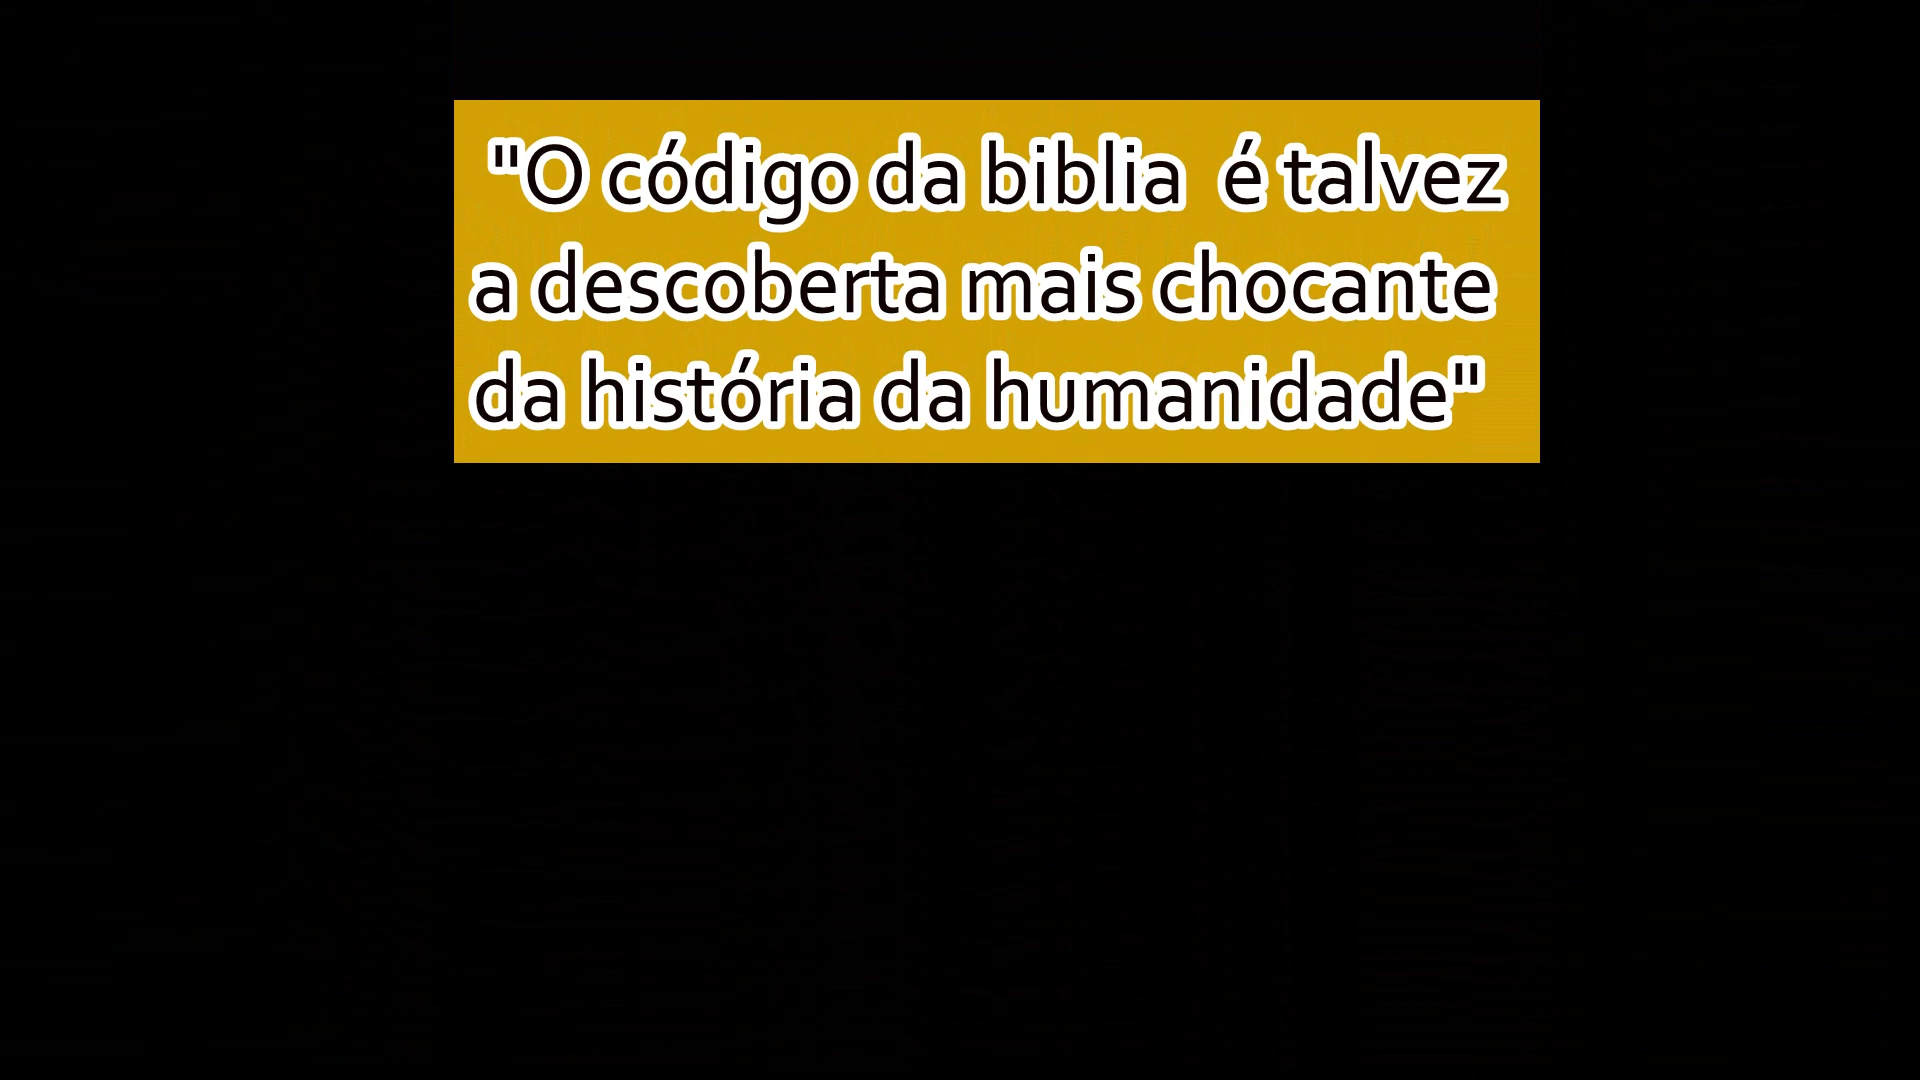 "O código da biblia  é talvez
a descoberta mais chocante
da história da humanidade"